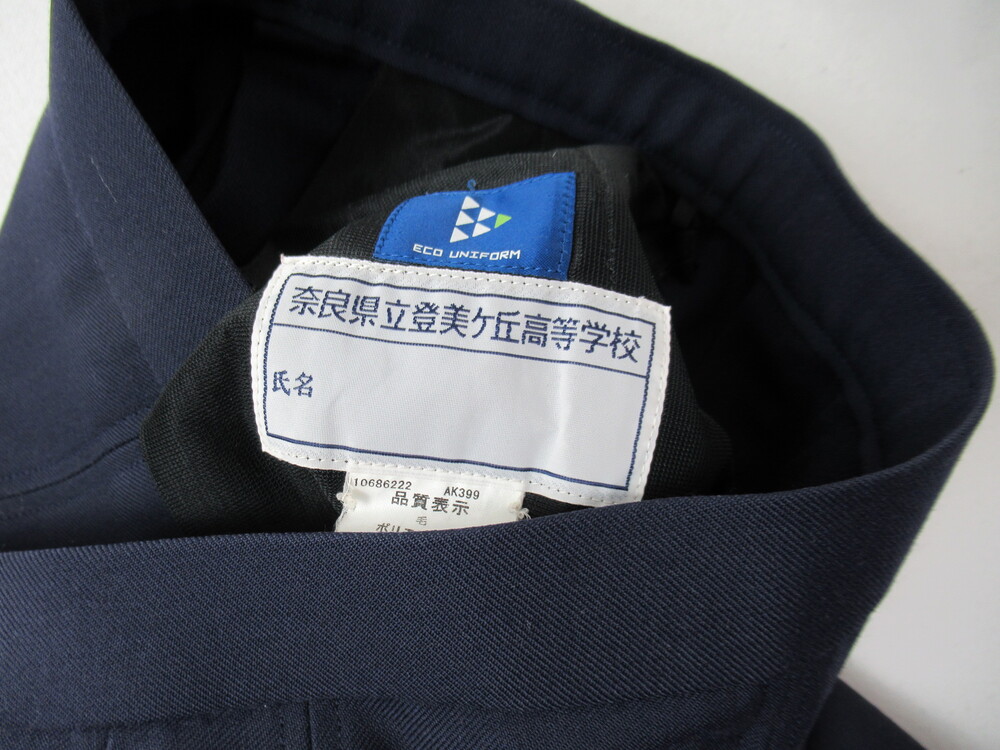 ECO UNIFORM
奈良県立登美ケ丘高等学校
氏名
10686222 AK399
品質表示
毛